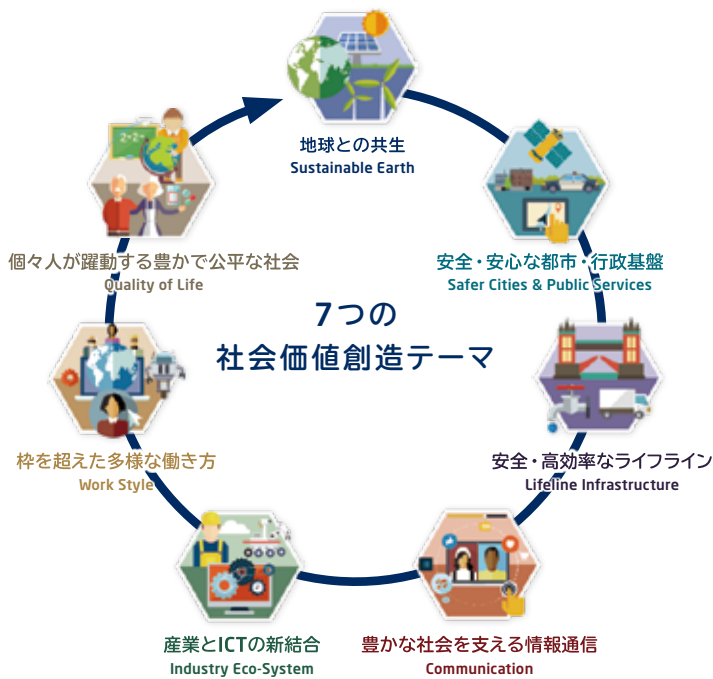 7つの
社会価値創造テーマ
地球との共生
Sustainable Earth
安全・安心な都市・行政基盤
Safer Cities & Public Services
安全・高効率なライフライン
Lifeline Infrastructure
豊かな社会を支える情報通信
Communication
産業とICTの新結合
Industry Eco-System
枠を超えた多様な働き方
Work Style
個々人が躍動する豊かで公平な社会
Quality of Life
2+2=